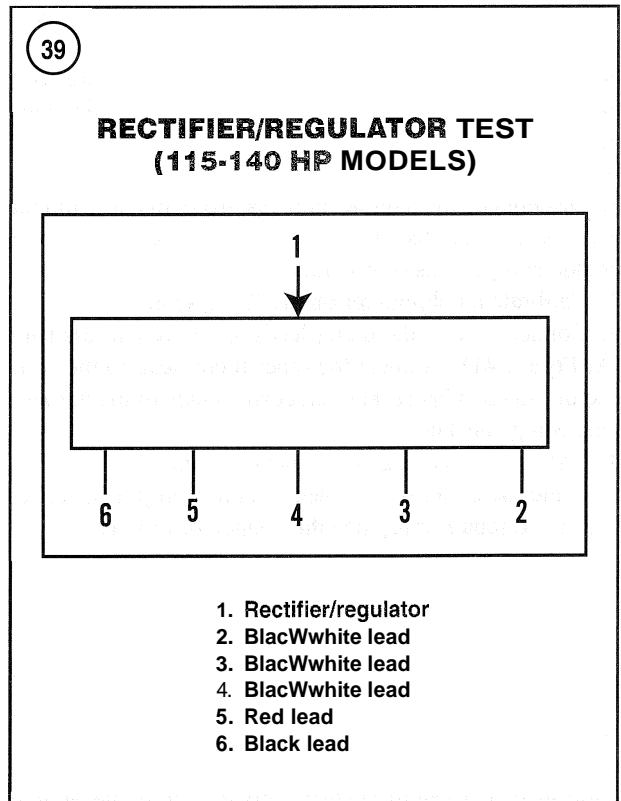 39
RECTIFIER/REGULATOR TEST
(115-140 HP MODELS)
1
6 5 4 3 2
1. Rectifier/regulator
2. BlacWwhite lead
3. BlacWwhite lead
4. BlacWwhite lead
5. Red lead
6. Black lead